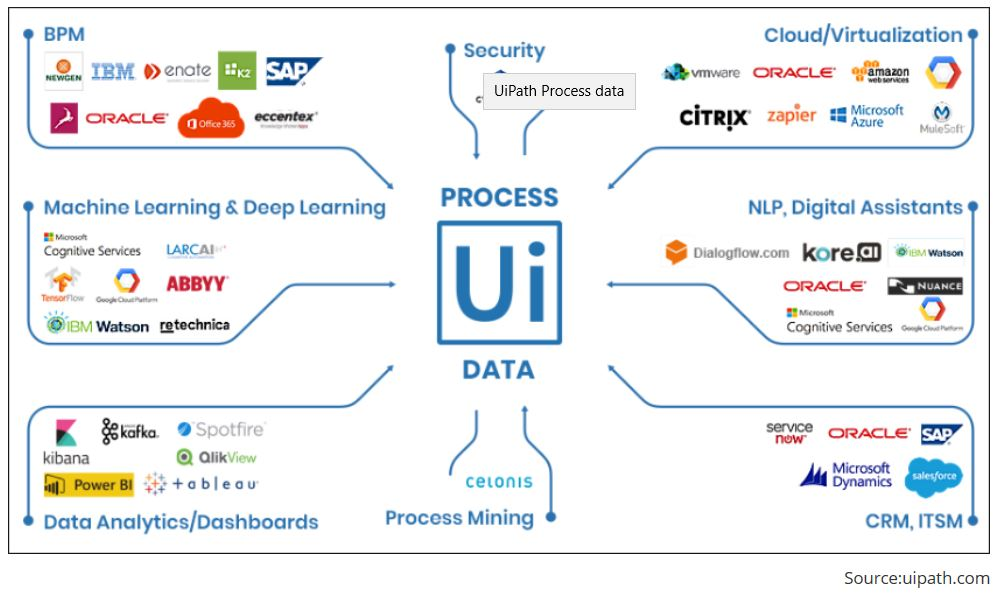 BPM
NEWGEN
IBM
enate
K2
SAP
ORACLE
Office 365
eccentex
Security
UiPath Process data
Cloud/Virtualization
vmware
ORACLE
amazon
web services
CITRIX
zapier
Microsoft
Azure
MuleSoft
PROCESS
Ui
DATA
Machine Learning & Deep Learning
Microsoft
Cognitive Services
LARCAI
TensorFlow
Google Cloud Platform
ABBYY
IBM Watson
retechnica
NLP, Digital Assistants
Dialogflow.com
kore.ai
IBM Watson
ORACLE
NUANCE
Microsoft
Cognitive Services
Google Cloud Platform
kibana
kafka
Spotfire
QlikView
Power BI
+ableau
Data Analytics/Dashboards
celonis
Process Mining
service
now
ORACLE
SAP
Microsoft
Dynamics
salesforce
CRM, ITSM
Source:uipath.com